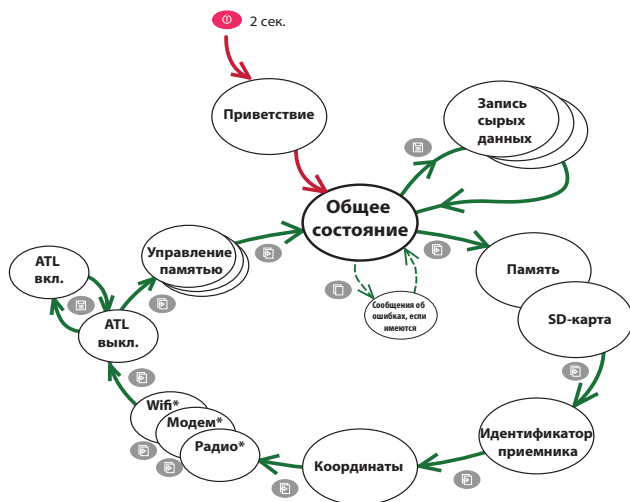 2 сек.
Приветствие
Запись
сырых
данных
Общее
состояние
Управление
памятью
ATL
вкл.
ATL
выкл.
Память
SD-карта
Сообщения об
ошибках, если
имеются
Wifi*
Модем*
Радио*
Координаты
Идентификатор
приемника